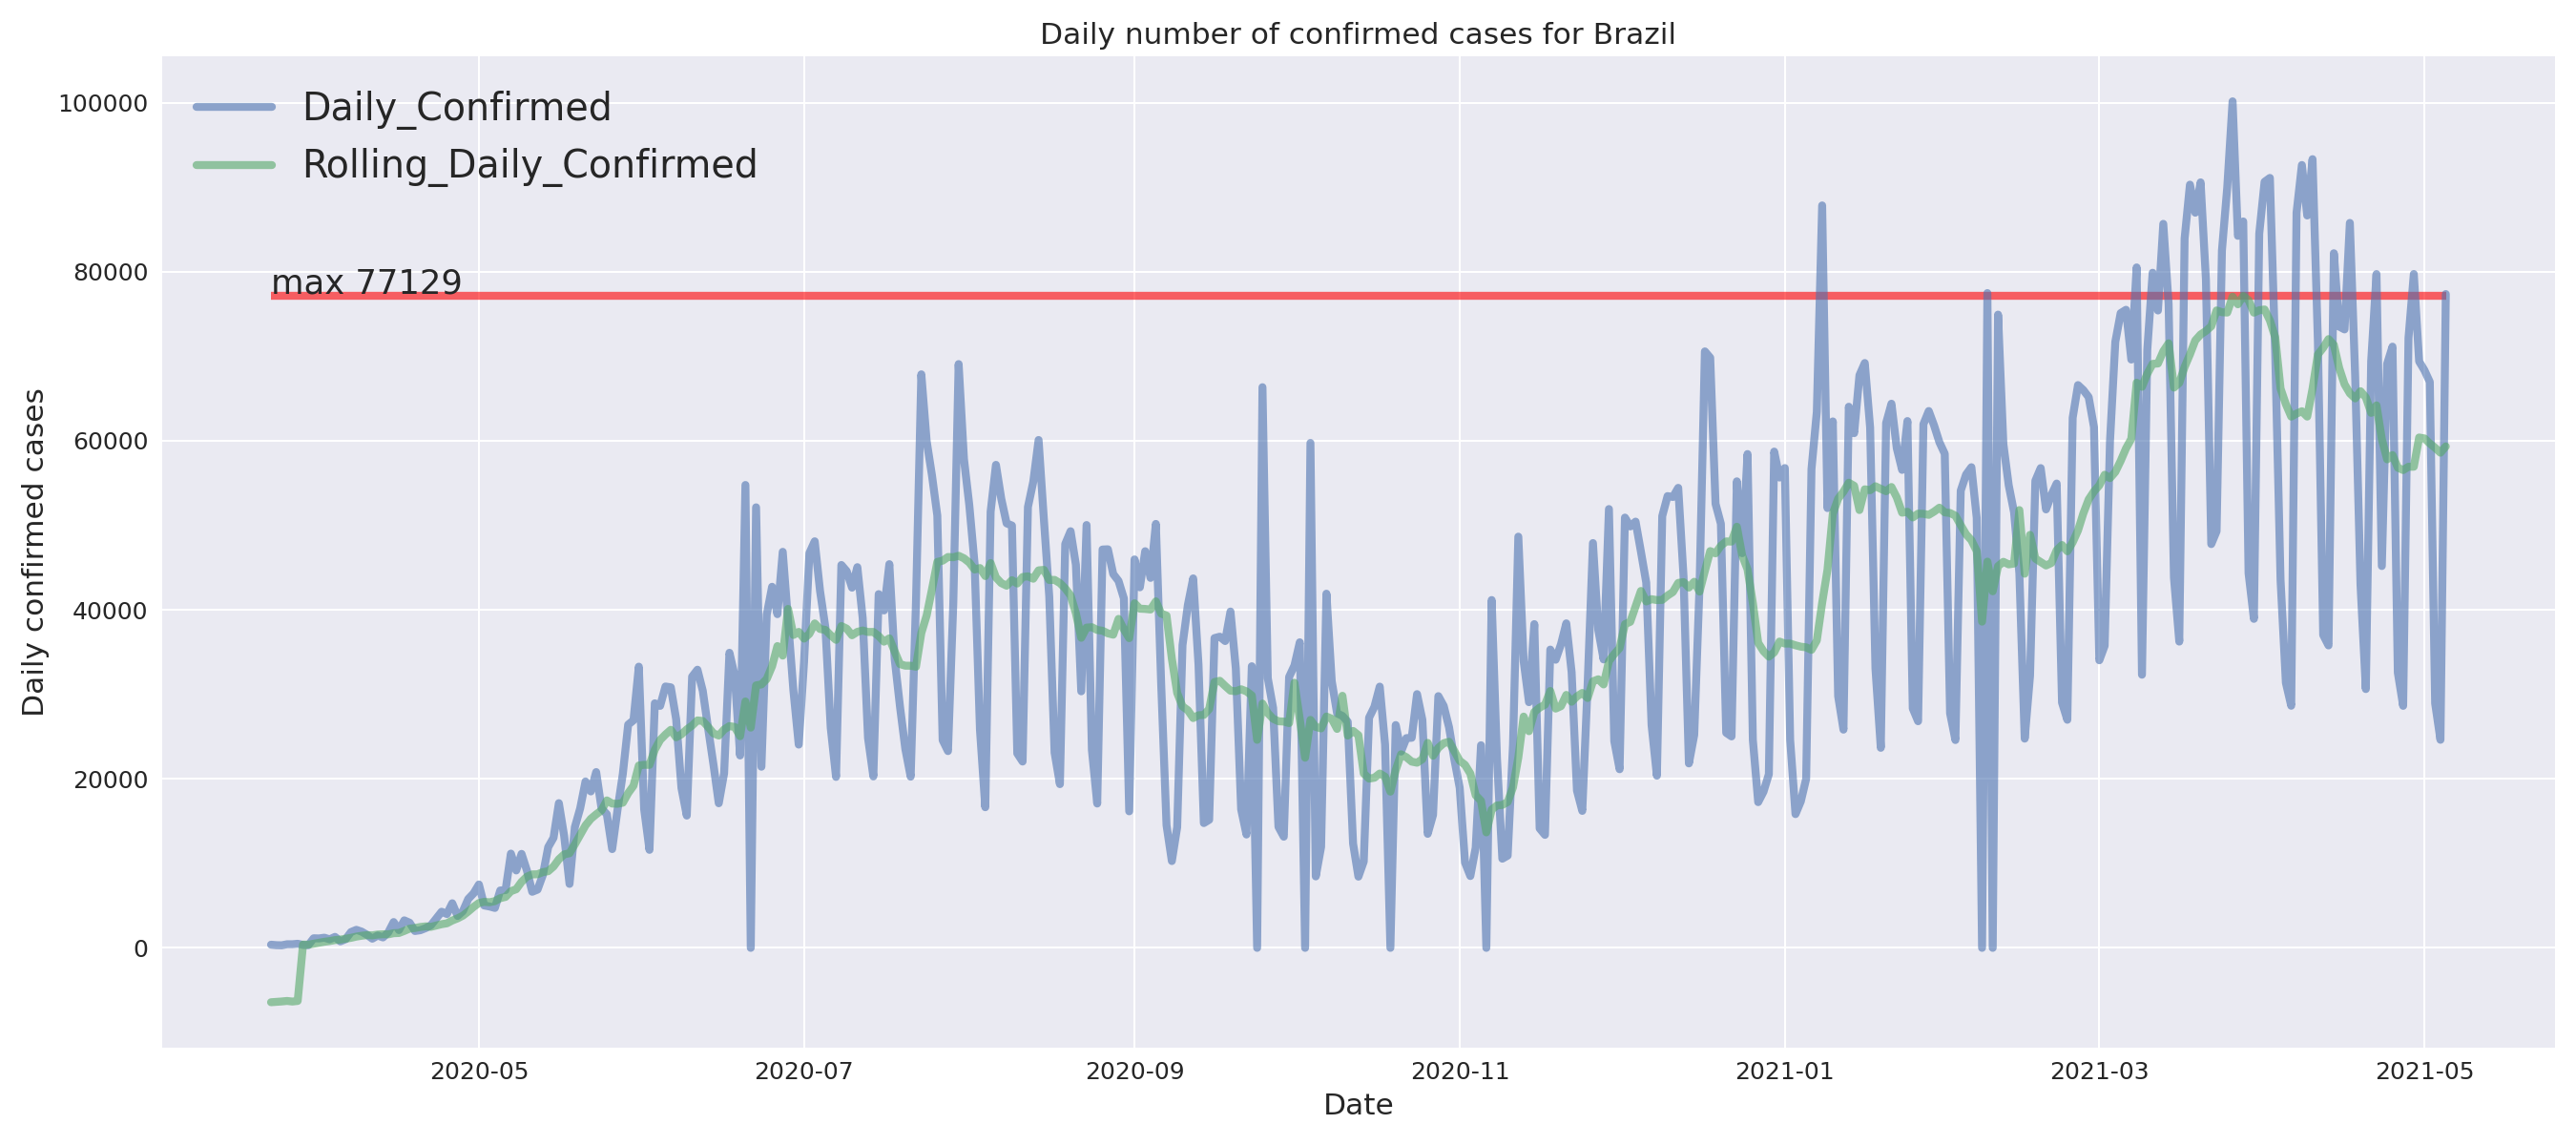 Daily number of confirmed cases for Brazil
Daily_Confirmed
Rolling_Daily_Confirmed
max 77129
Daily confirmed cases
100000
80000
60000
40000
20000
0
2020-05 2020-07 2020-09 2020-11 2021-01 2021-03 2021-05
Date